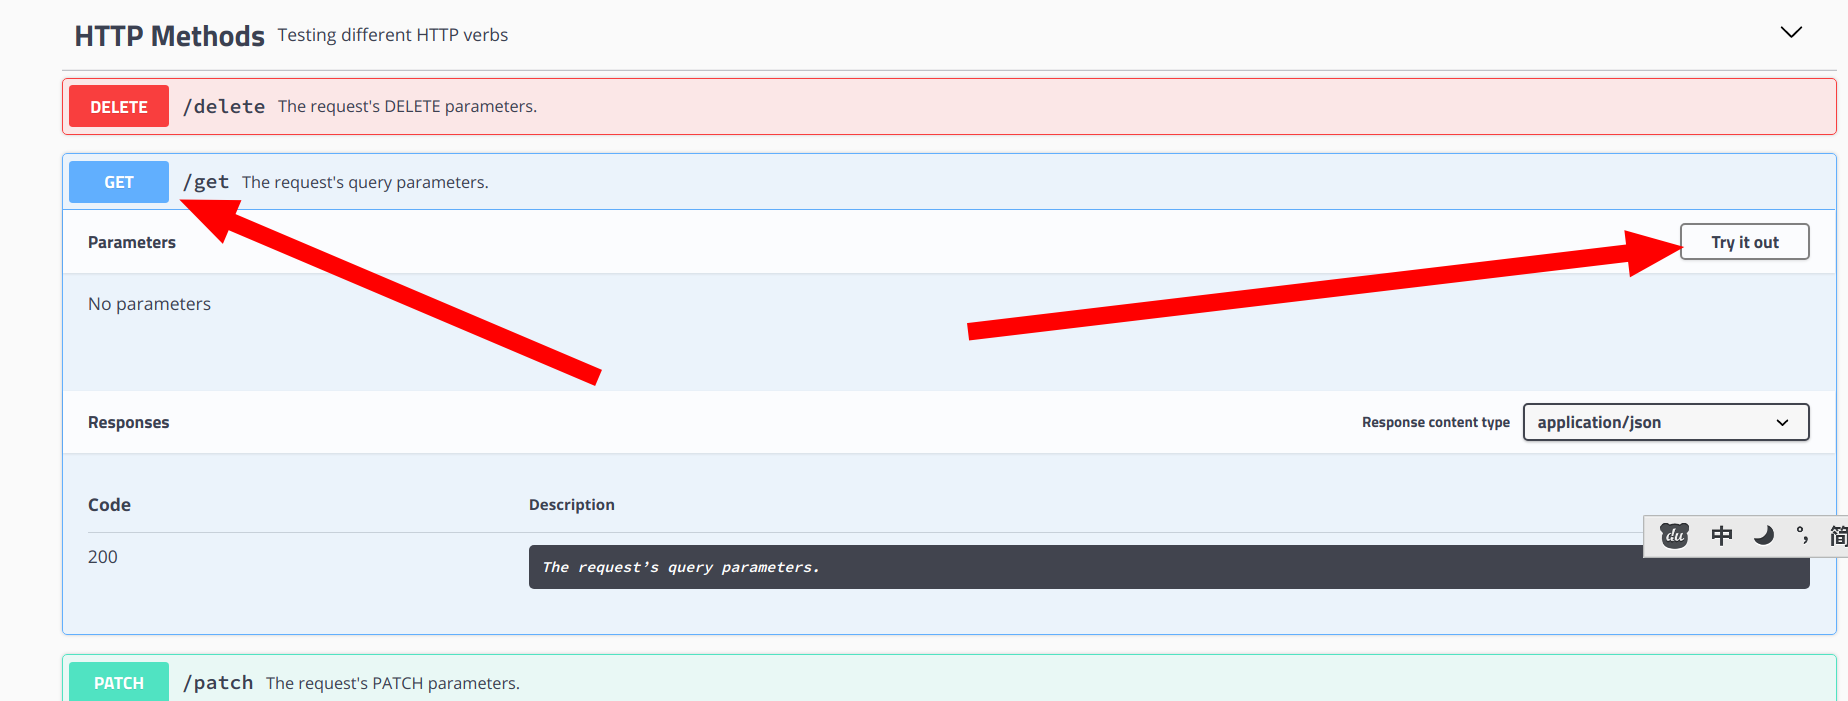 HTTP Methods Testing different HTTP verbs
DELETE /delete The request's DELETE parameters.
GET /get The request's query parameters.
Parameters Try it out
No parameters
Responses Response content type application/json
Code Description
du 中 °, 简
200 The request's query parameters.
PATCH /patch The request's PATCH parameters.